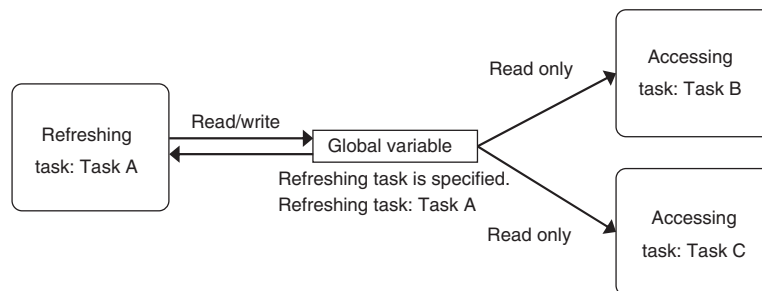 Refreshing
task: Task A
Read/write
Global variable
Refreshing task is specified.
Refreshing task: Task A
Read only
Accessing
task: Task B
Read only
Accessing
task: Task C